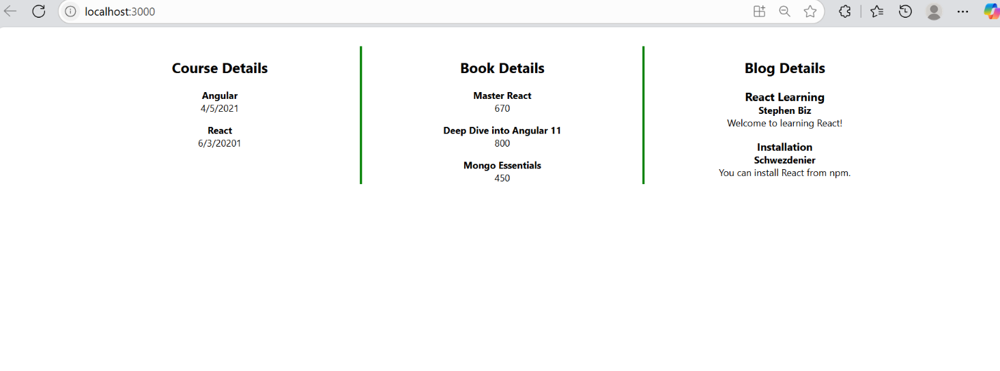 localhost:3000
Course Details
Angular
4/5/2021
React
6/3/20201
Book Details
Master React
670
Deep Dive into Angular 11
800
Mongo Essentials
450
Blog Details
React Learning
Stephen Biz
Welcome to learning React!
Installation
Schwezdenier
You can install React from npm.